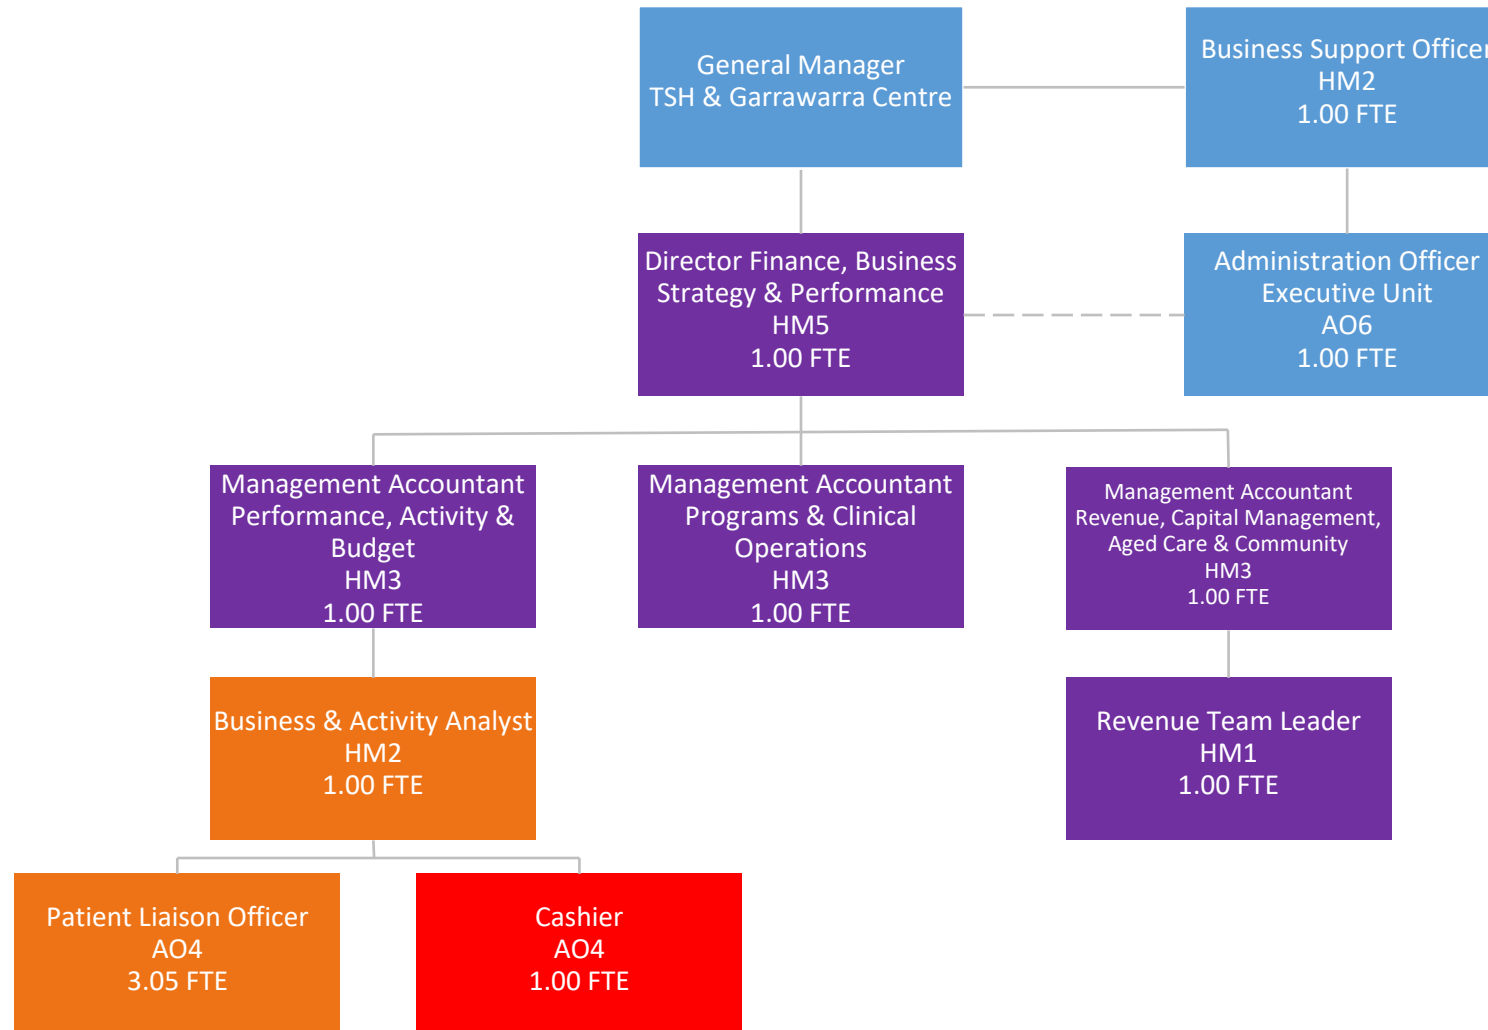 General Manager
TSH & Garrawarra Centre
Business Support Officer
HM2
1.00 FTE
Director Finance, Business
Strategy & Performance
HM5
1.00 FTE
Administration Officer
Executive Unit
AO6
1.00 FTE
Management Accountant
Performance, Activity &
Budget
HM3
1.00 FTE
Management Accountant
Programs & Clinical
Operations
HM3
1.00 FTE
Management Accountant
Revenue, Capital Management,
Aged Care & Community
HM3
1.00 FTE
Business & Activity Analyst
HM2
1.00 FTE
Revenue Team Leader
HM1
1.00 FTE
Patient Liaison Officer
AO4
3.05 FTE
Cashier
AO4
1.00 FTE